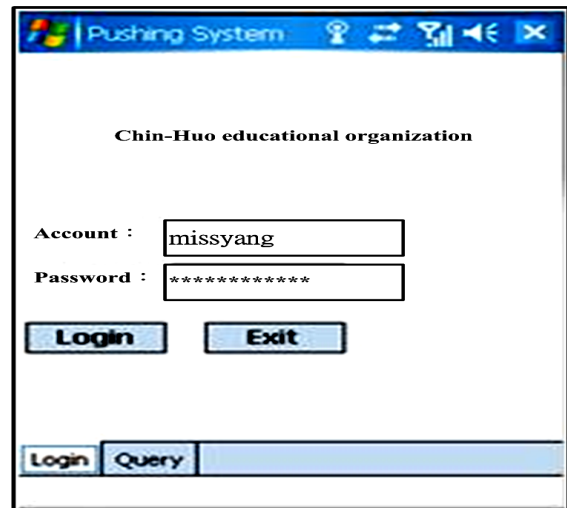 Pushing System
Chin-Huo educational organization
Account：
missyang
Password：
************
Login Exit
Login Query